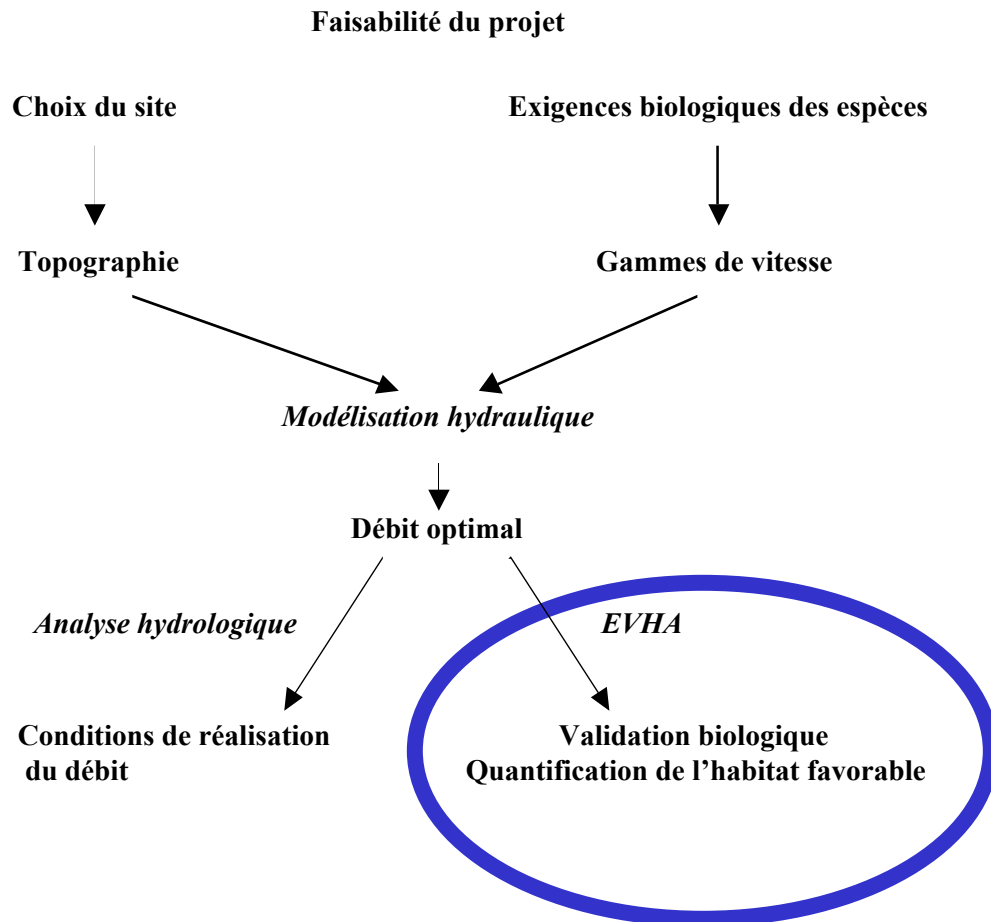 Faisabilité du projet
Choix du site
Exigences biologiques des espèces
Topographie
Gammes de vitesse
Modélisation hydraulique
Débit optimal
Analyse hydrologique
EVHA
Conditions de réalisation
du débit
Validation biologique
Quantification de l’habitat favorable